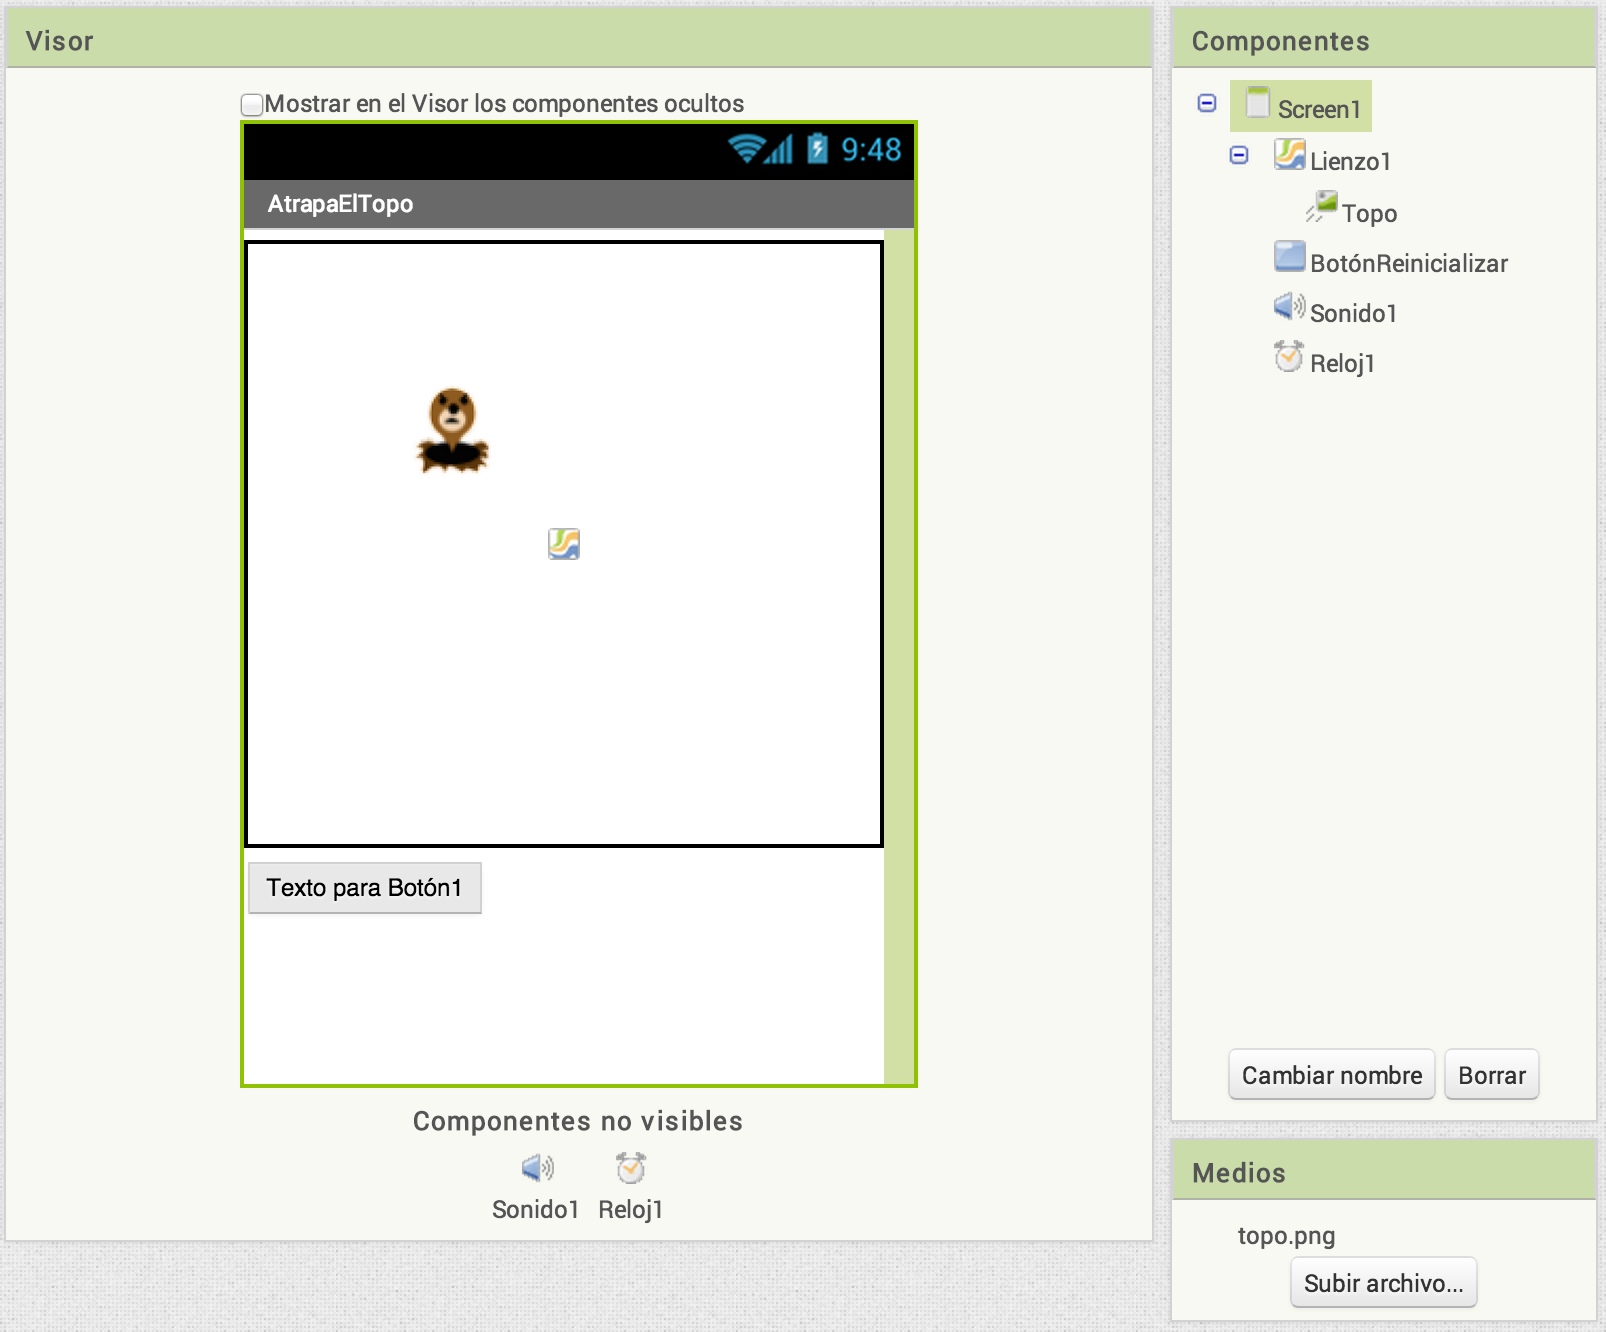 Visor
Mostrar en el Visor los componentes ocultos
9:48
AtrapaElTopo
Texto para Botón1
Componentes no visibles
Sonido1 Reloj1
Componentes
Screen1
Lienzo1
Topo
BotónReinicializar
Sonido1
Reloj1
Cambiar nombre Borrar
Medios
topo.png
Subir archivo...